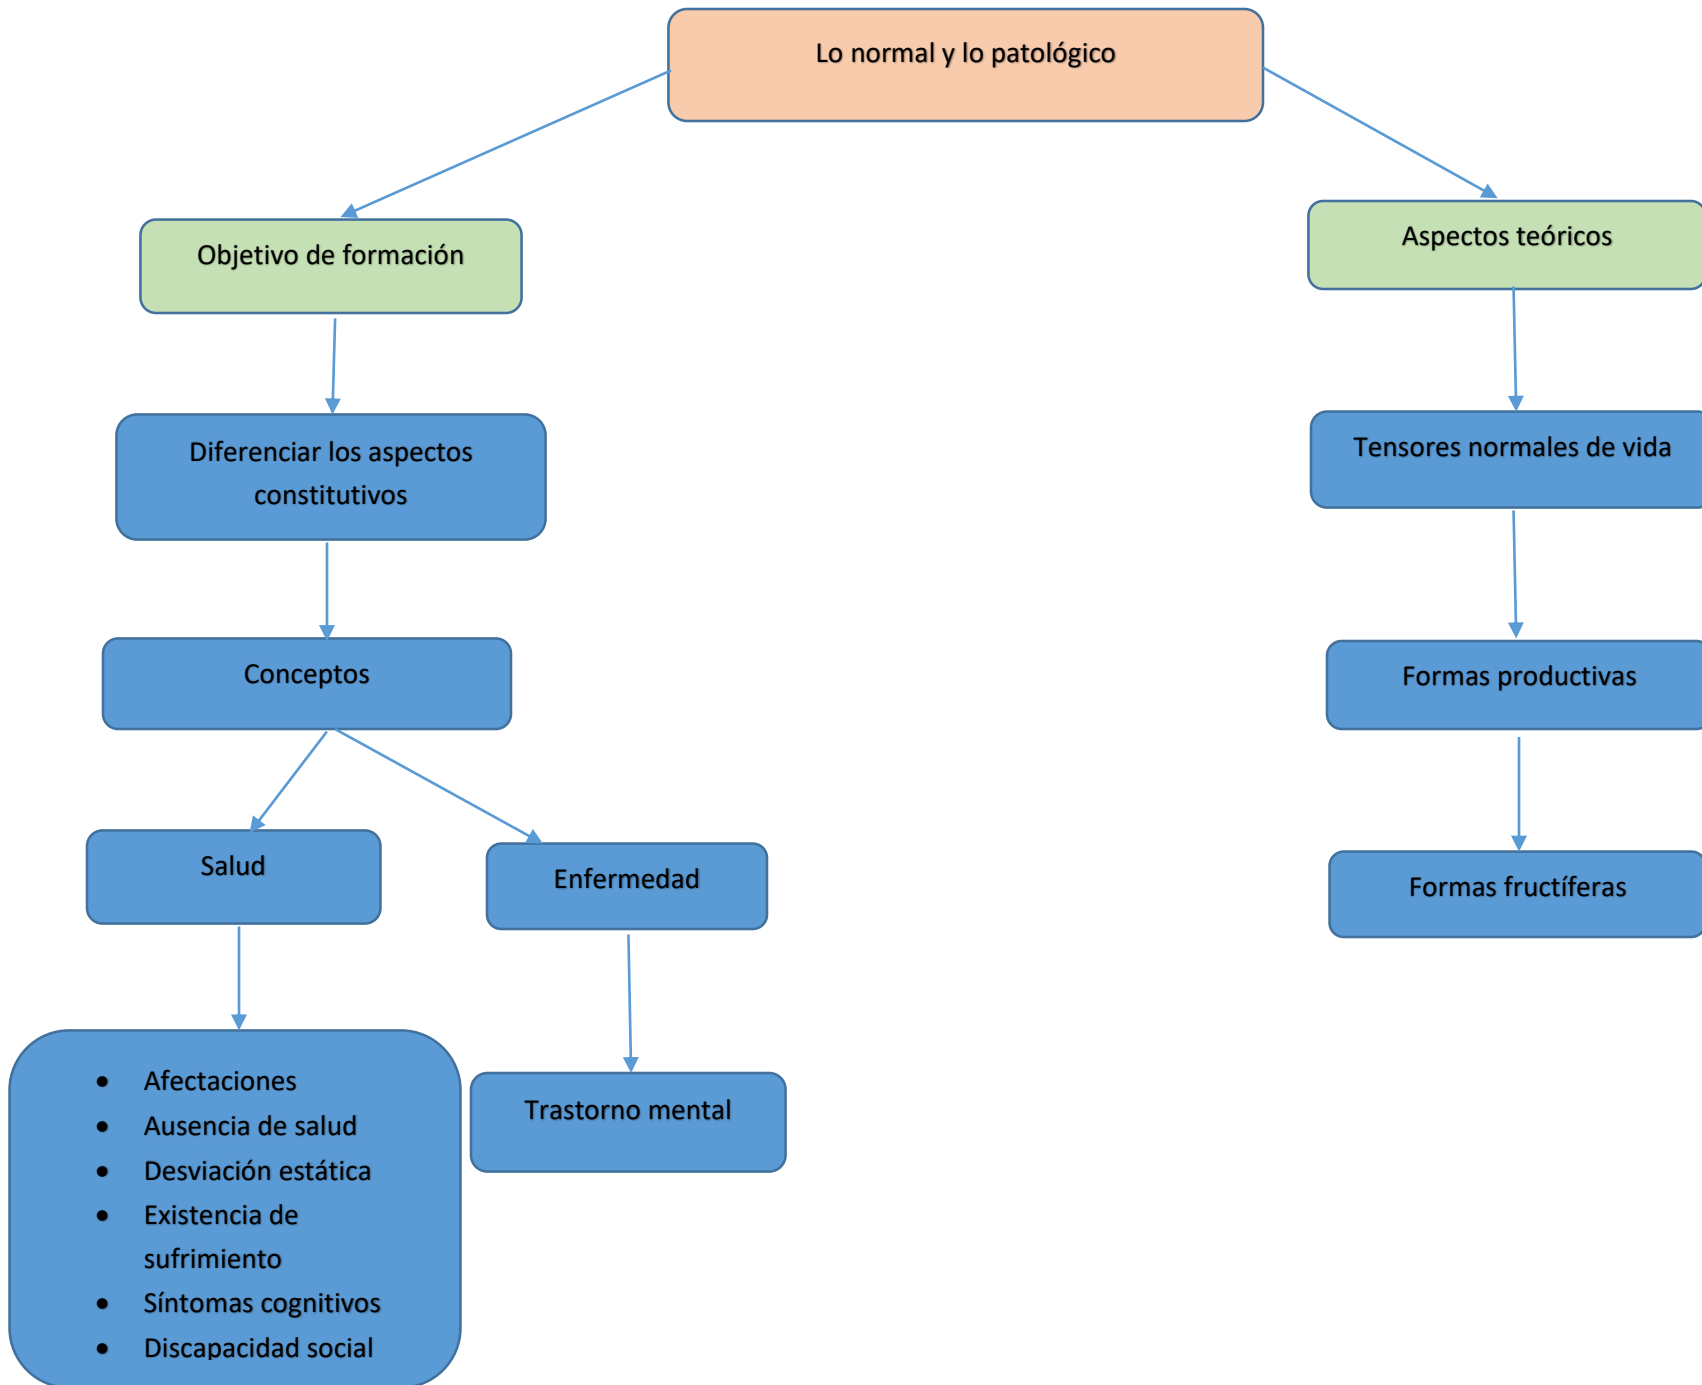 Lo normal y lo patológico
Objetivo de formación
Aspectos teóricos
Diferenciar los aspectos
constitutivos
Tensores normales de vida
Conceptos
Formas productivas
Salud
Enfermedad
Formas fructíferas
• Afectaciones
• Ausencia de salud
• Desviación estática
• Existencia de
sufrimiento
• Síntomas cognitivos
• Discapacidad social
Trastorno mental